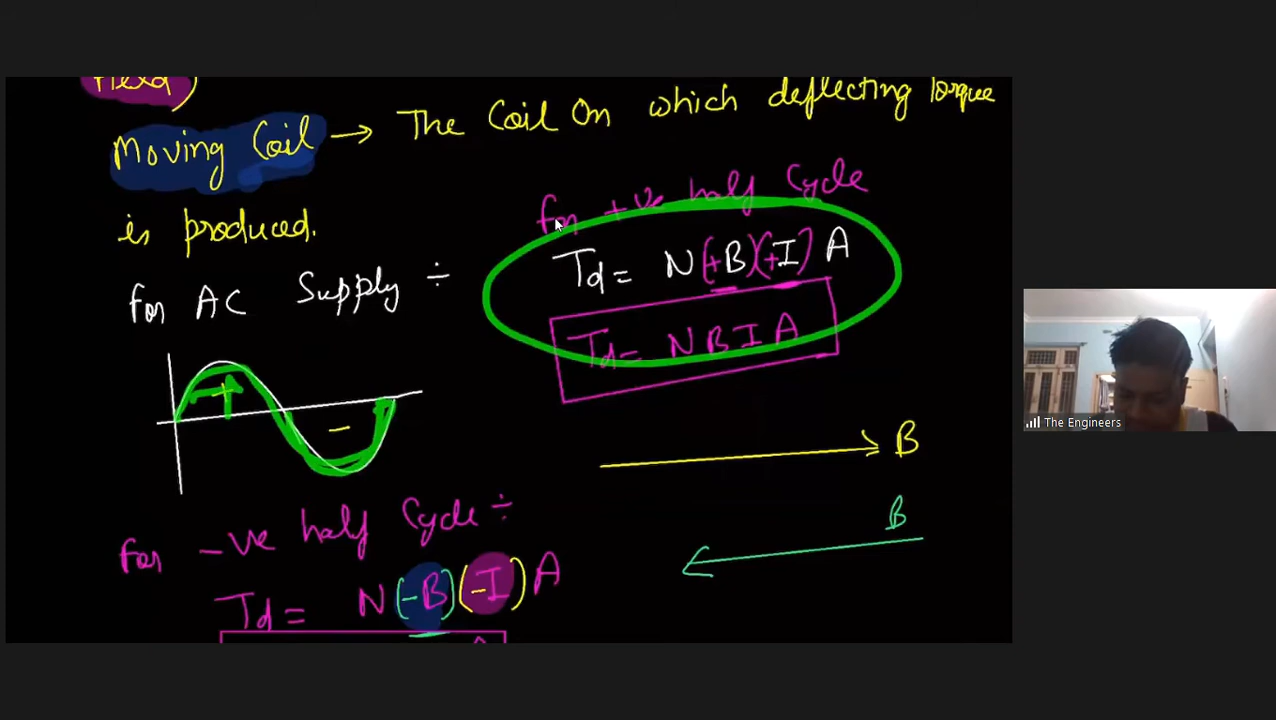 Field)
Moving Coil → The Coil On which deflecting torque
is produced.
for AC Supply ÷
for +ve half Cycle
Td = N(+B)(+I) A
Td = N B I A
+
-
B
B
for -ve half Cycle ÷
Td = N (-B) (-I) A
The Engineers